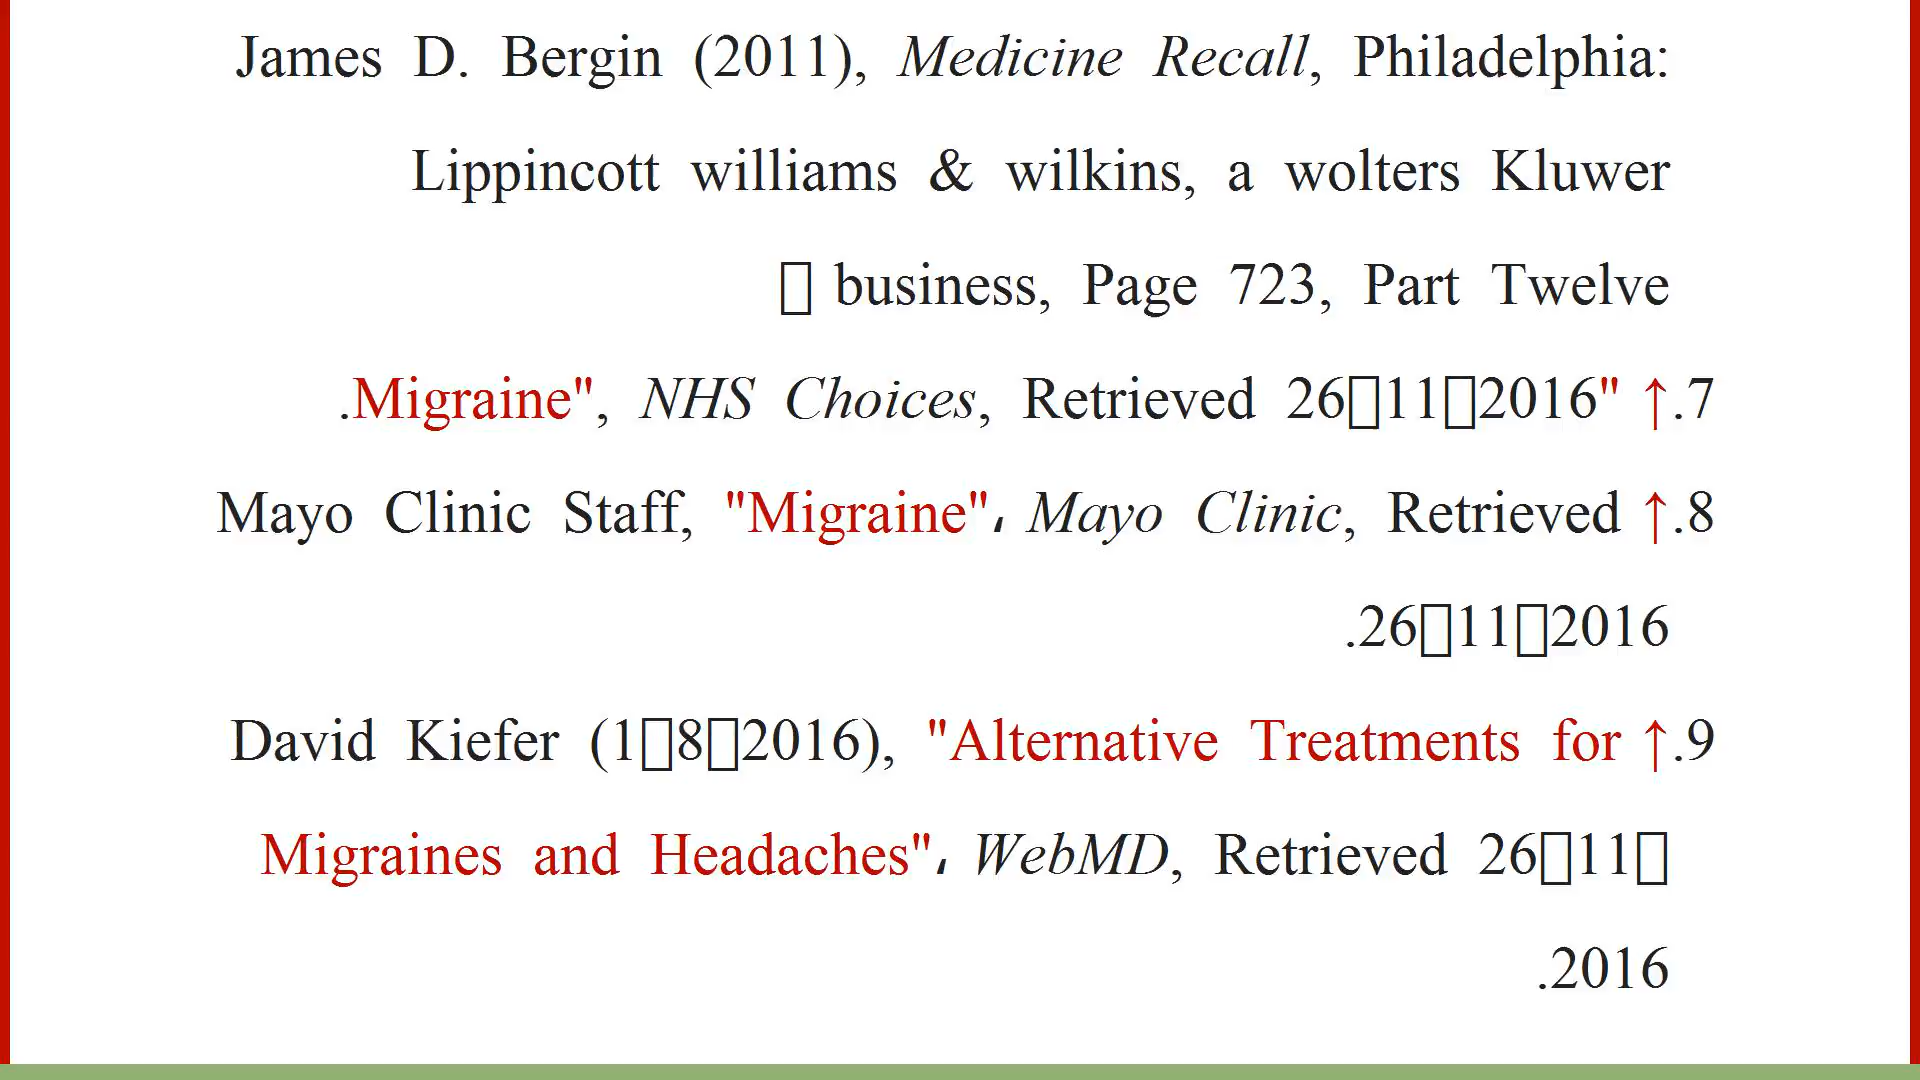 James D. Bergin (2011), Medicine Recall, Philadelphia:
Lippincott williams & wilkins, a wolters Kluwer
business, Page 723, Part Twelve □
7.↑ "Migraine", NHS Choices, Retrieved 26□11□2016.
8.↑ Mayo Clinic Staff, "Migraine"، Mayo Clinic, Retrieved
26□11□2016.
9.↑ David Kiefer (1□8□2016), "Alternative Treatments for
Migraines and Headaches"، WebMD, Retrieved 26□11□
2016.